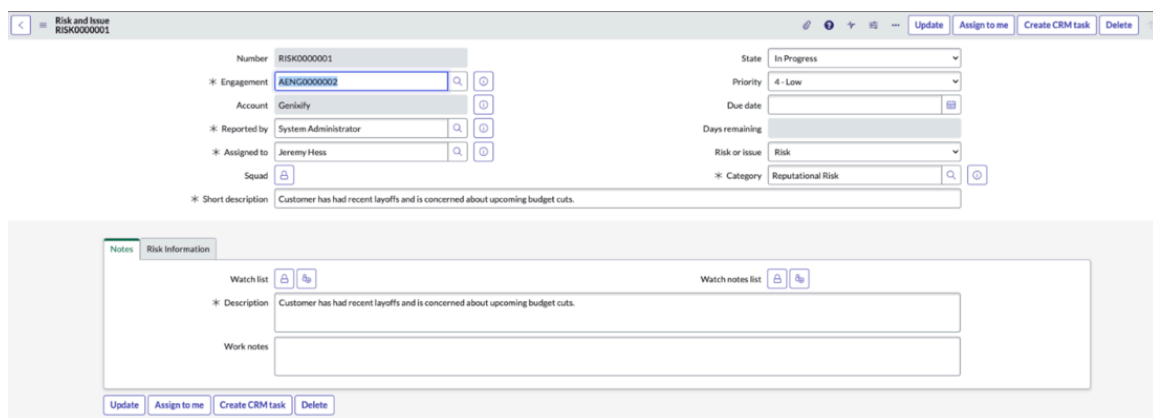 Risk and Issue
RISK0000001
Update
Assign to me
Create CRM task
Delete
Number RISK0000001
State In Progress
* Engagement AENG0000002
Priority 4 - Low
Account Genixify
Due date
* Reported by System Administrator
Days remaining
* Assigned to Jeremy Hess
Risk or issue Risk
Squad
* Category Reputational Risk
* Short description Customer has had recent layoffs and is concerned about upcoming budget cuts.
Notes
Risk Information
Watch list
Watch notes list
* Description Customer has had recent layoffs and is concerned about upcoming budget cuts.
Work notes
Update
Assign to me
Create CRM task
Delete